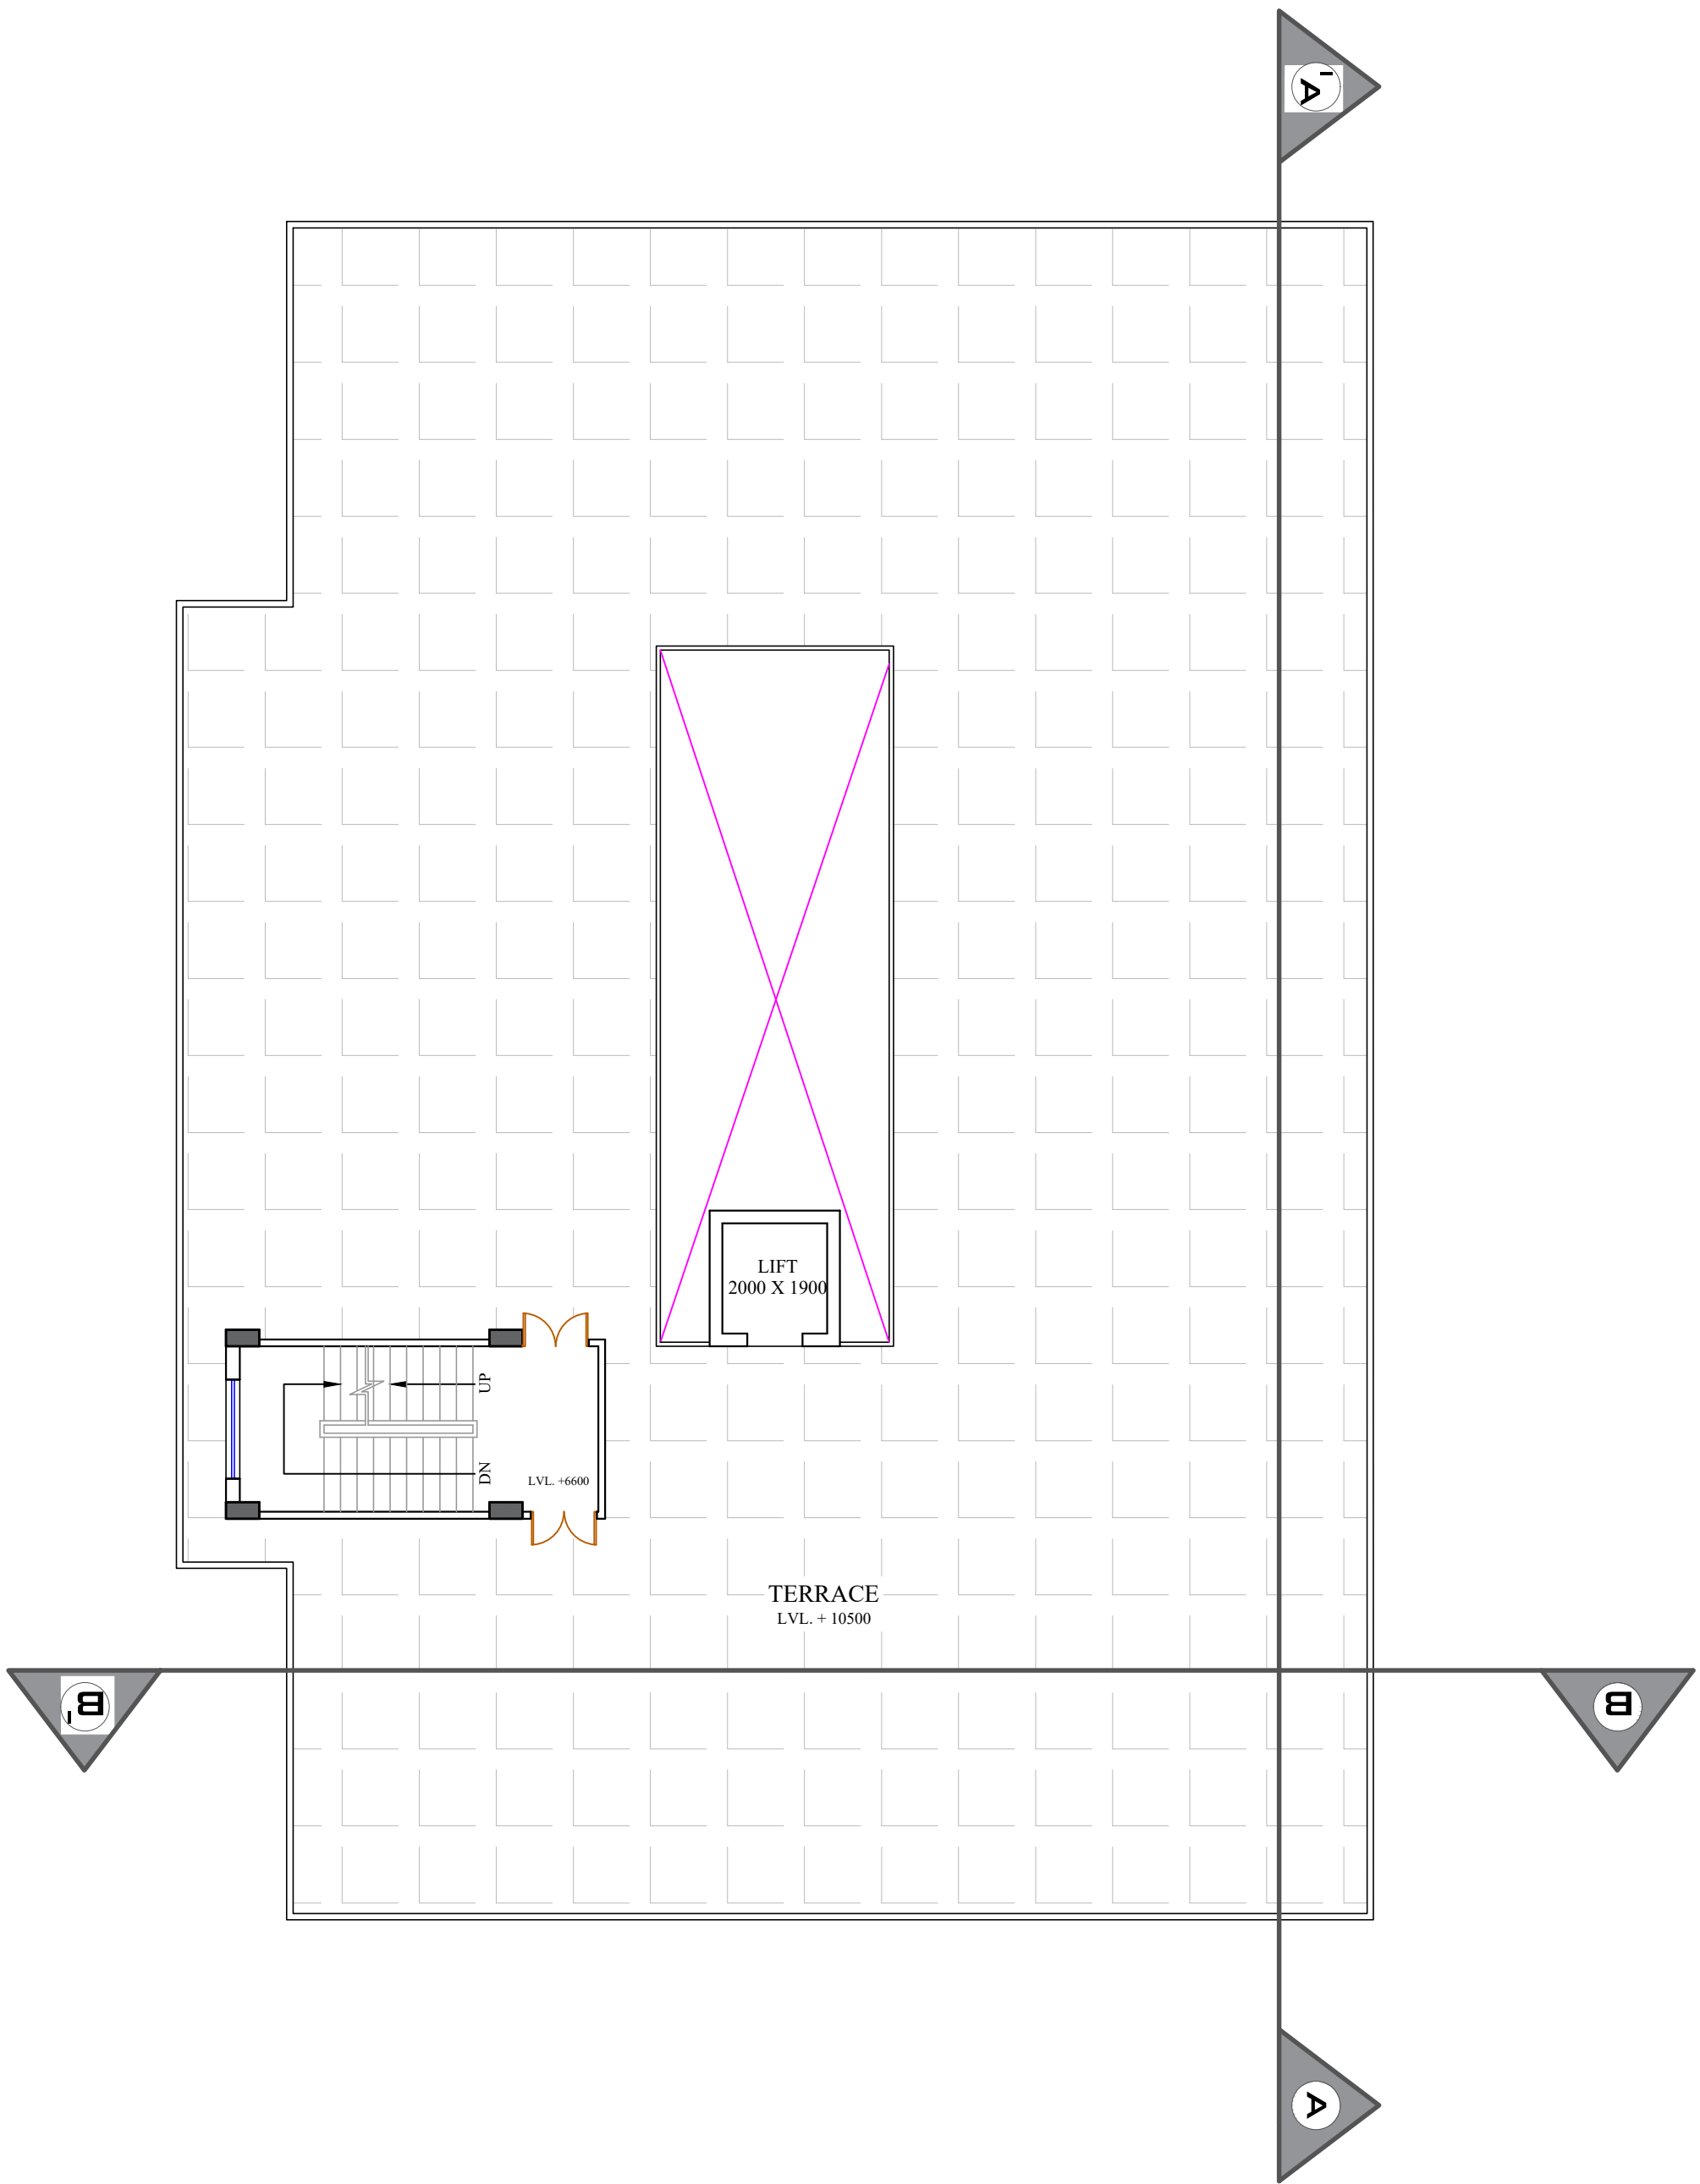 A'
LIFT
2000 X 1900
UP
DN
LVL. +6600
TERRACE
LVL. + 10500
B'
B
A